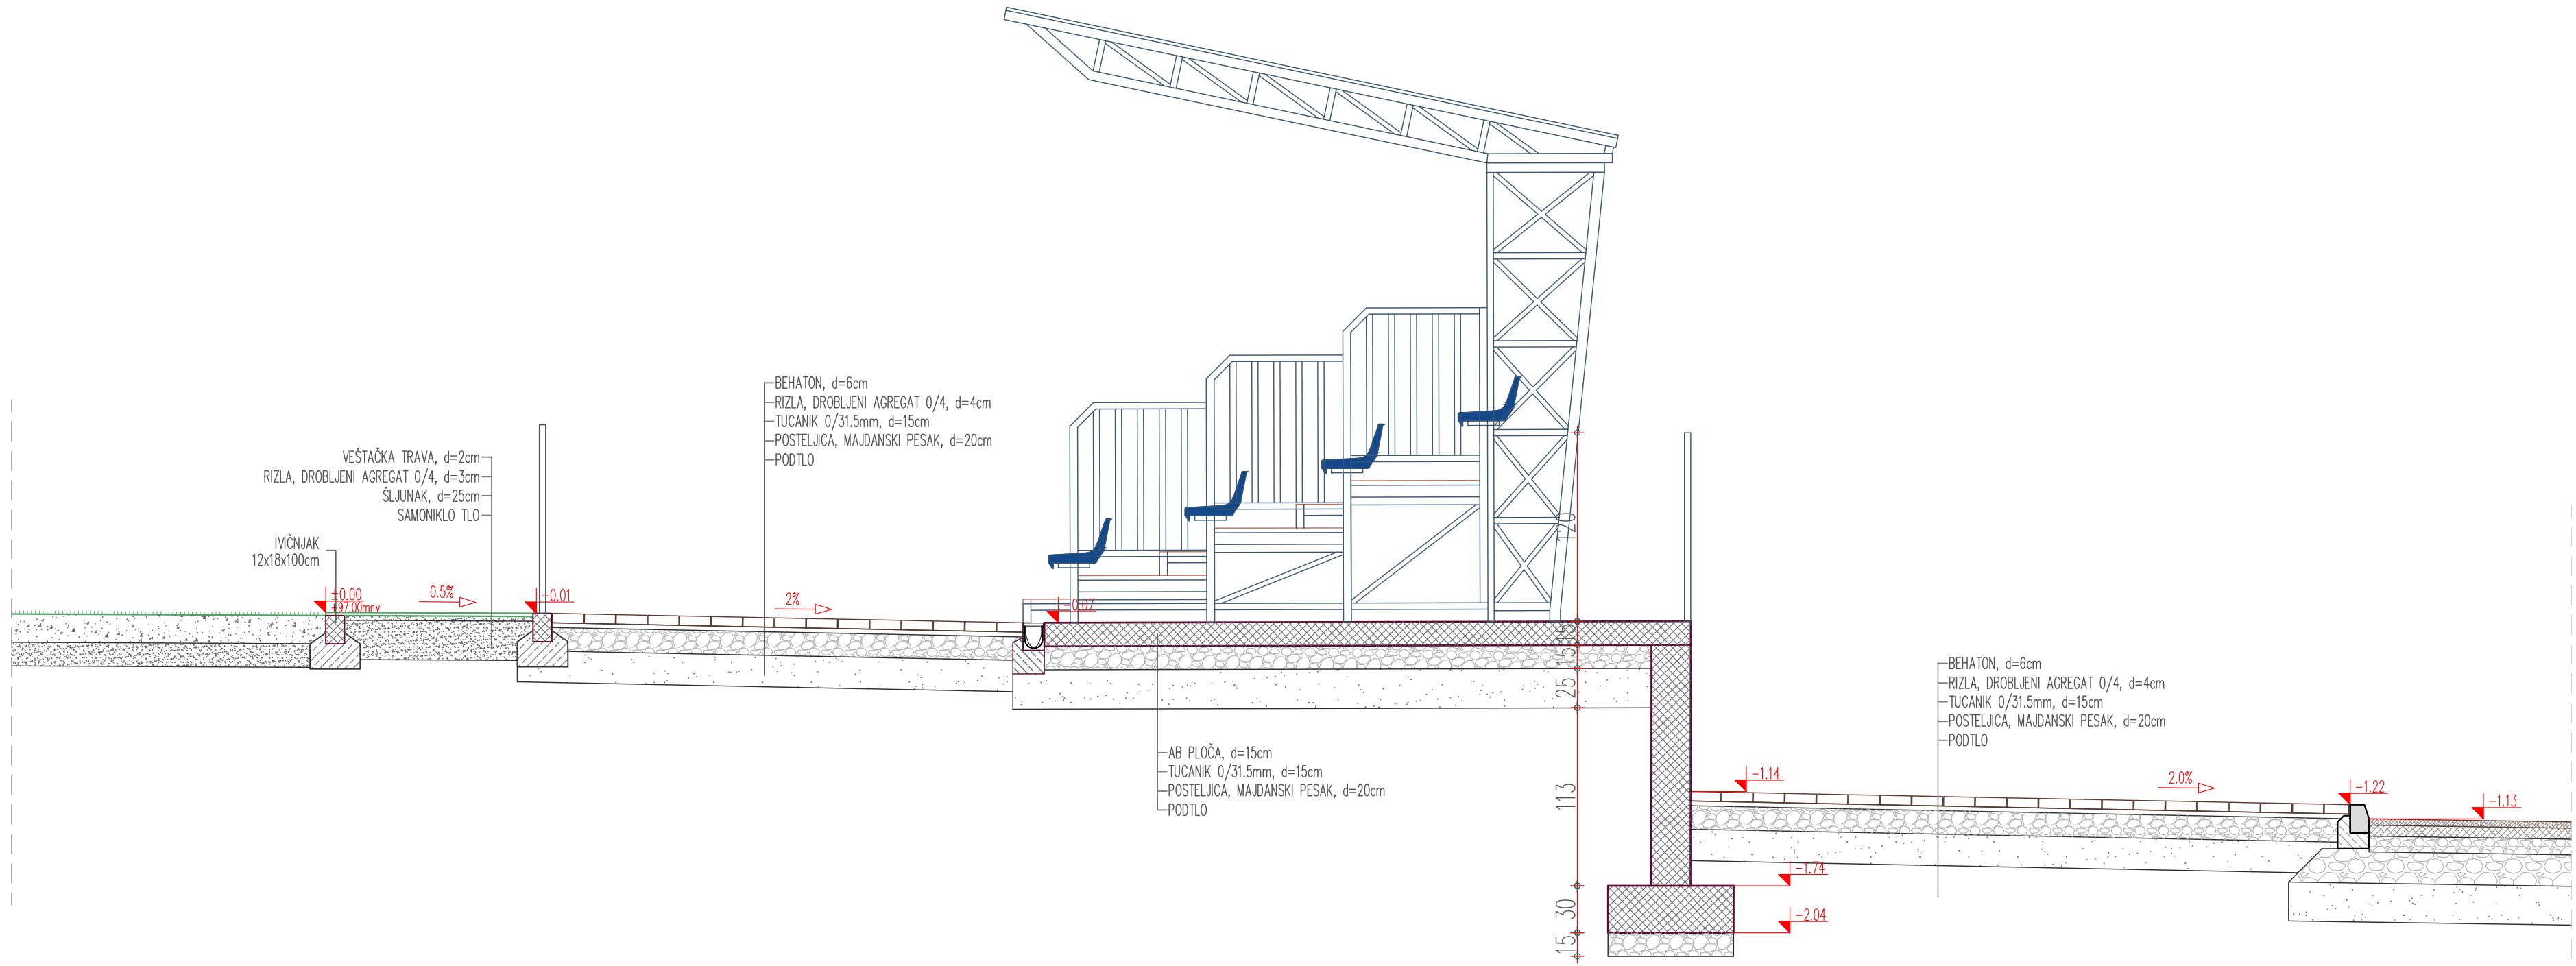 BEHATON, d=6cm
RIZLA, DROBLJENI AGREGAT 0/4, d=4cm
TUCANIK 0/31.5mm, d=15cm
POSTELJICA, MAJDANSKI PESAK, d=20cm
PODTLO
VEŠTAČKA TRAVA, d=2cm
RIZLA, DROBLJENI AGREGAT 0/4, d=3cm
ŠLJUNAK, d=25cm
SAMONIKLO TLO
IVIČNJAK
12x18x100cm
±0.00
+97.00mnv
0.5%
-0.01
2%
-0.07
120
15
15
25
113
30
15
AB PLOČA, d=15cm
TUCANIK 0/31.5mm, d=15cm
POSTELJICA, MAJDANSKI PESAK, d=20cm
PODTLO
BEHATON, d=6cm
RIZLA, DROBLJENI AGREGAT 0/4, d=4cm
TUCANIK 0/31.5mm, d=15cm
POSTELJICA, MAJDANSKI PESAK, d=20cm
PODTLO
-1.14
2.0%
-1.22
-1.13
-1.74
-2.04